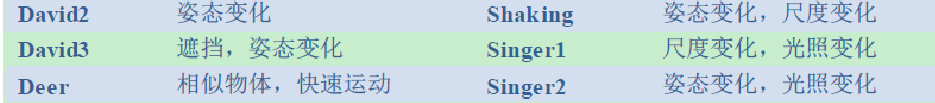 David2 姿态变化 Shaking 姿态变化，尺度变化
David3 遮挡，姿态变化 Singer1 尺度变化，光照变化
Deer 相似物体，快速运动 Singer2 姿态变化，光照变化